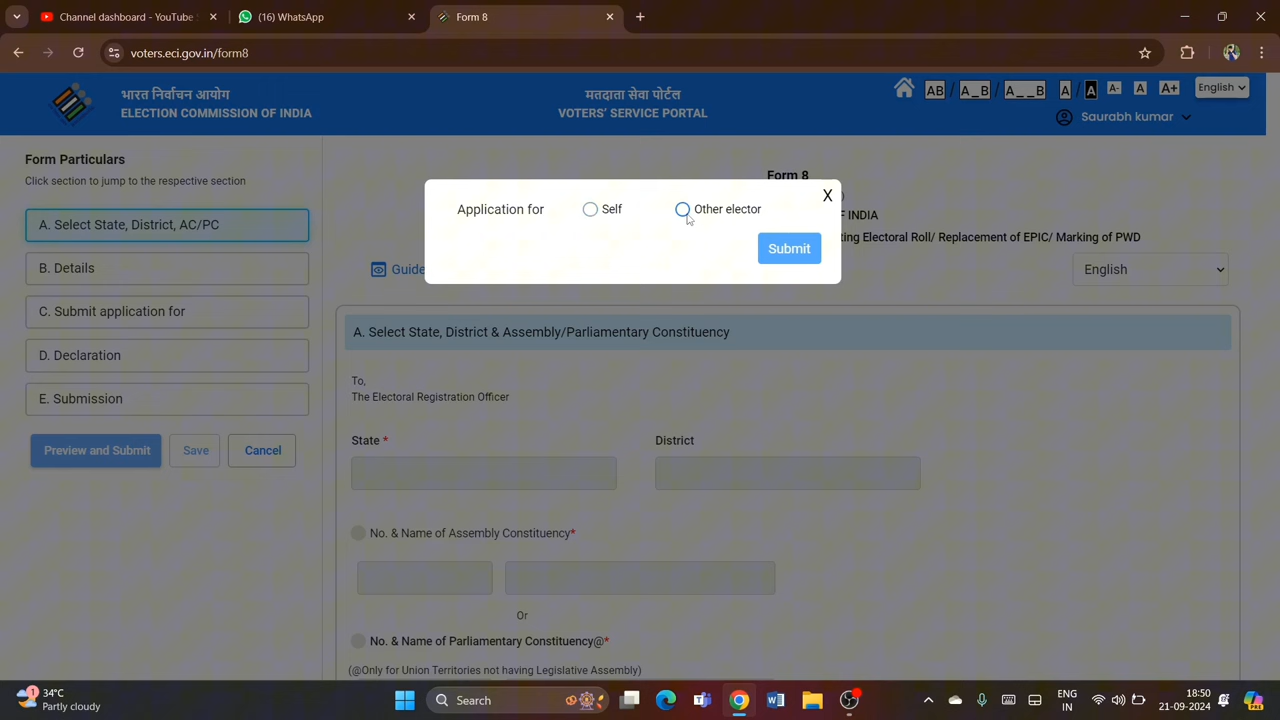 Channel dashboard - YouTube S
(16) WhatsApp
Form 8
voters.eci.gov.in/form8
भारत निर्वाचन आयोग
ELECTION COMMISSION OF INDIA
मतदाता सेवा पोर्टल
VOTERS' SERVICE PORTAL
AB / A_B / A__B / A / A A- A A+ English
Saurabh kumar
Form Particulars
Click section to jump to the respective section
A. Select State, District, AC/PC
B. Details
C. Submit application for
D. Declaration
E. Submission
Preview and Submit Save Cancel
Form 8
OF INDIA
ting Electoral Roll/ Replacement of EPIC/ Marking of PWD
Application for Self Other elector X
Submit
Guide
English
A. Select State, District & Assembly/Parliamentary Constituency
To,
The Electoral Registration Officer
State * District
No. & Name of Assembly Constituency*
Or
No. & Name of Parliamentary Constituency@*
(@Only for Union Territories not having Legislative Assembly)
1
34°C
Partly cloudy
Search
ENG
IN
18:50
21-09-2024